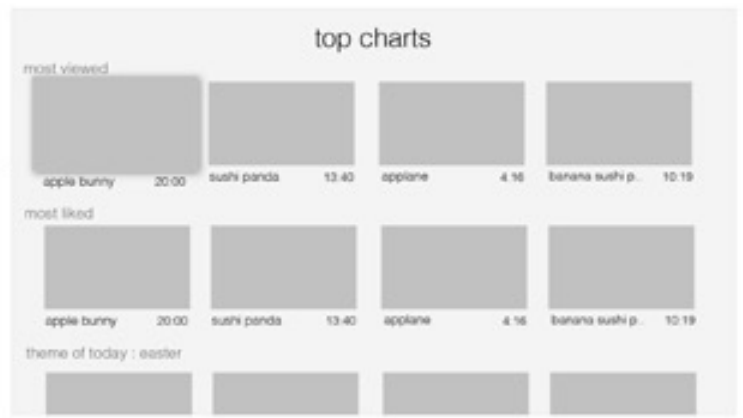 top charts
most viewed
apple bunny 20:00 sushi panda 13:40 applane 4:16 banana sushi p.. 10:19
most liked
apple bunny 20:00 sushi panda 13:40 applane 4:16 banana sushi p.. 10:19
theme of today : easter